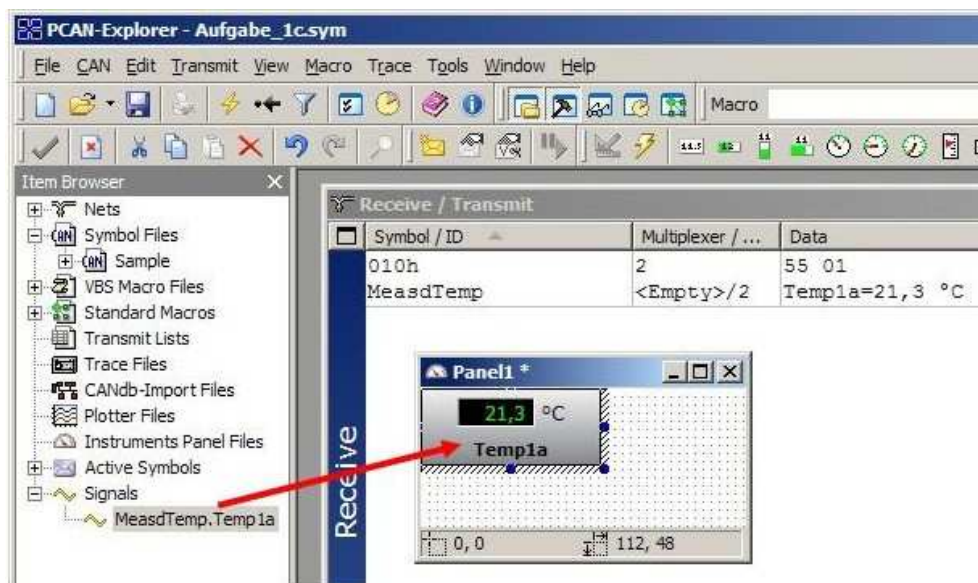 PCAN-Explorer - Aufgabe_1c.sym
File CAN Edit Transmit View Macro Trace Tools Window Help
Macro
Item Browser
Nets
Symbol Files
Sample
VBS Macro Files
Standard Macros
Transmit Lists
Trace Files
CANdb-Import Files
Plotter Files
Instruments Panel Files
Active Symbols
Signals
MeasdTemp.Temp1a
Receive / Transmit
Symbol / ID Multiplexer / ... Data
010h 2 55 01
MeasdTemp <Empty>/2 Temp1a=21,3 °C
Receive
Panel1 *
21,3 °C
Temp1a
0, 0 112, 48